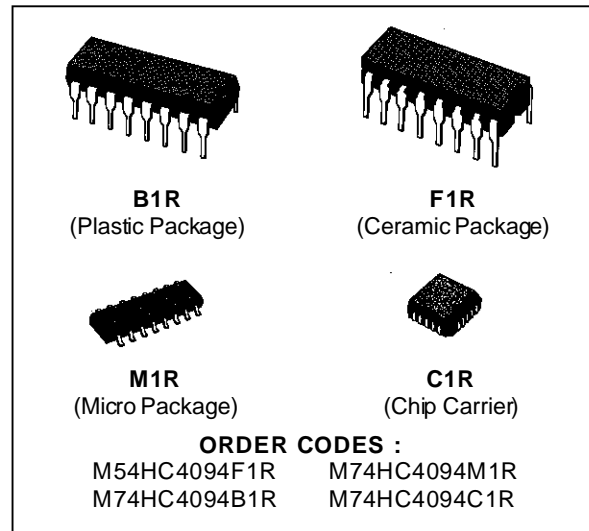 B1R F1R
(Plastic Package) (Ceramic Package)
M1R C1R
(Micro Package) (Chip Carrier)
ORDER CODES :
M54HC4094F1R M74HC4094M1R
M74HC4094B1R M74HC4094C1R